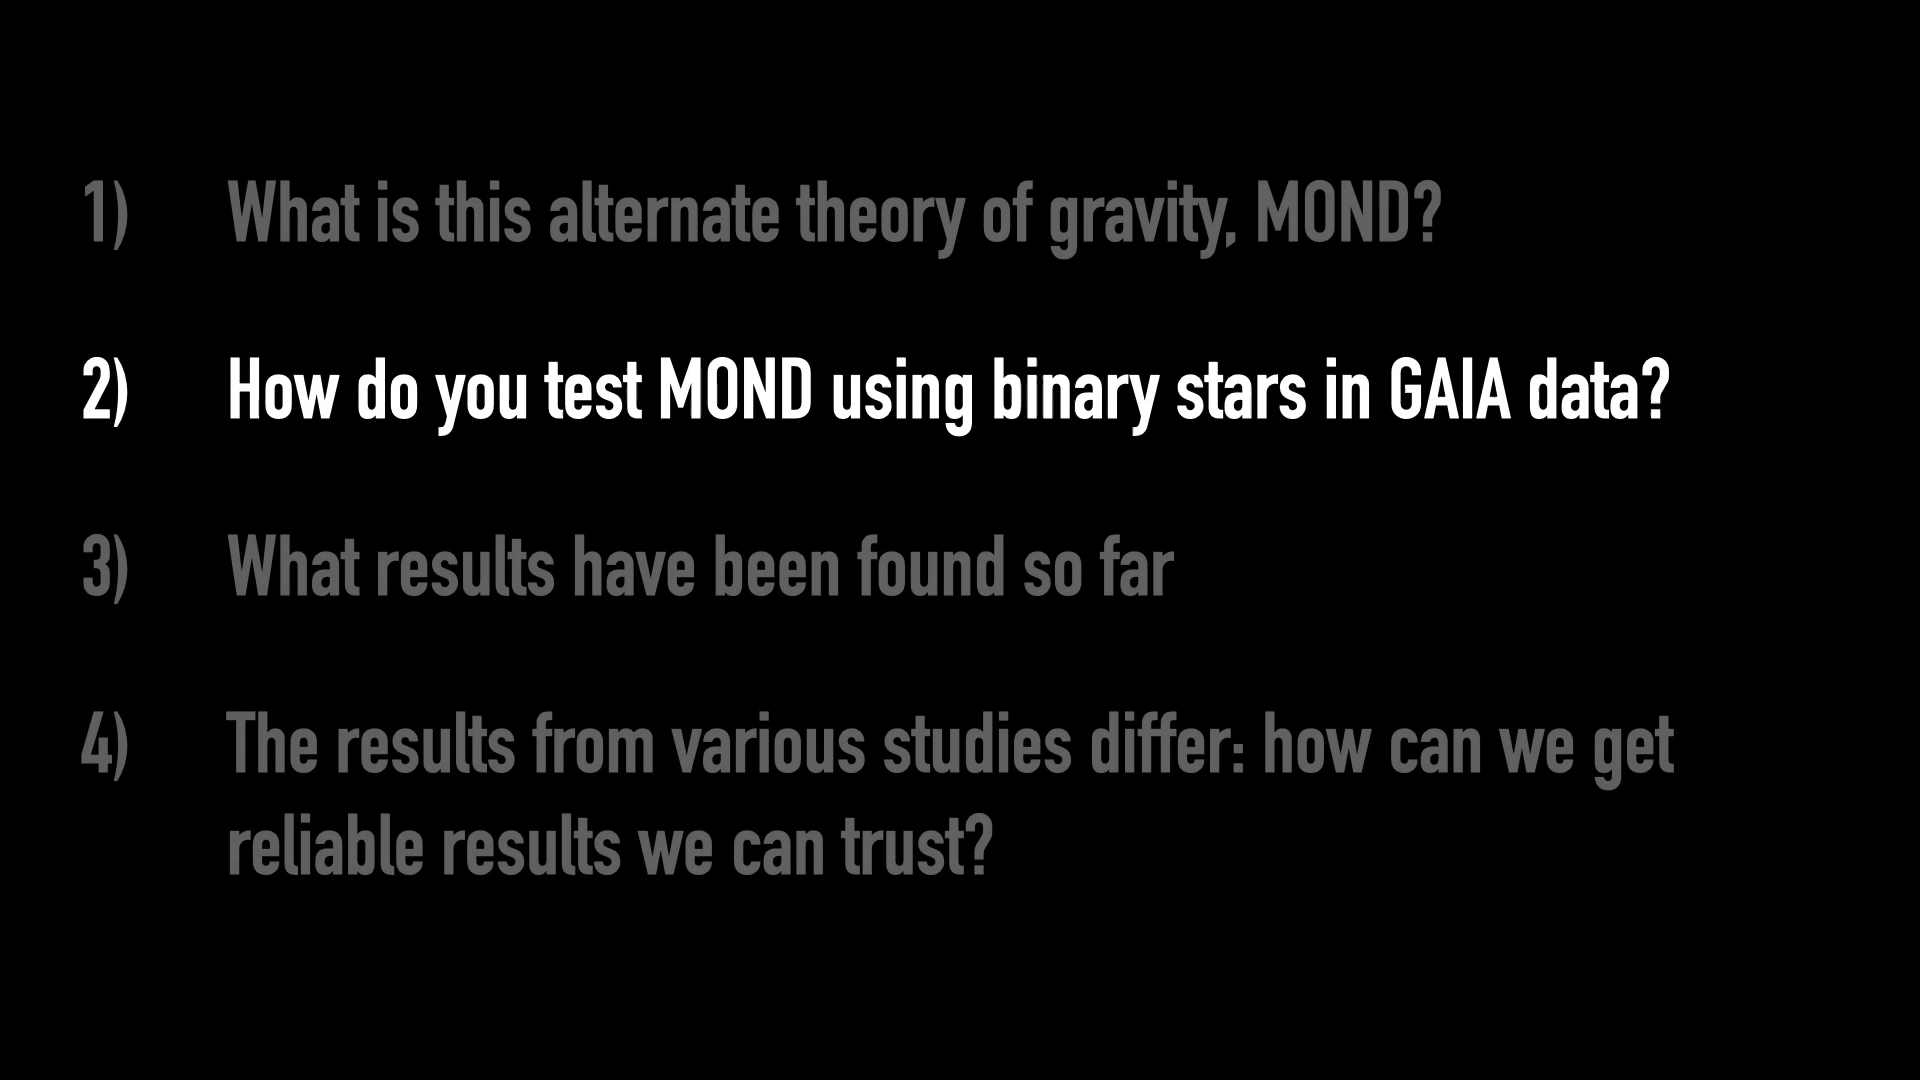 1) What is this alternate theory of gravity, MOND?
2) How do you test MOND using binary stars in GAIA data?
3) What results have been found so far
4) The results from various studies differ: how can we get
reliable results we can trust?